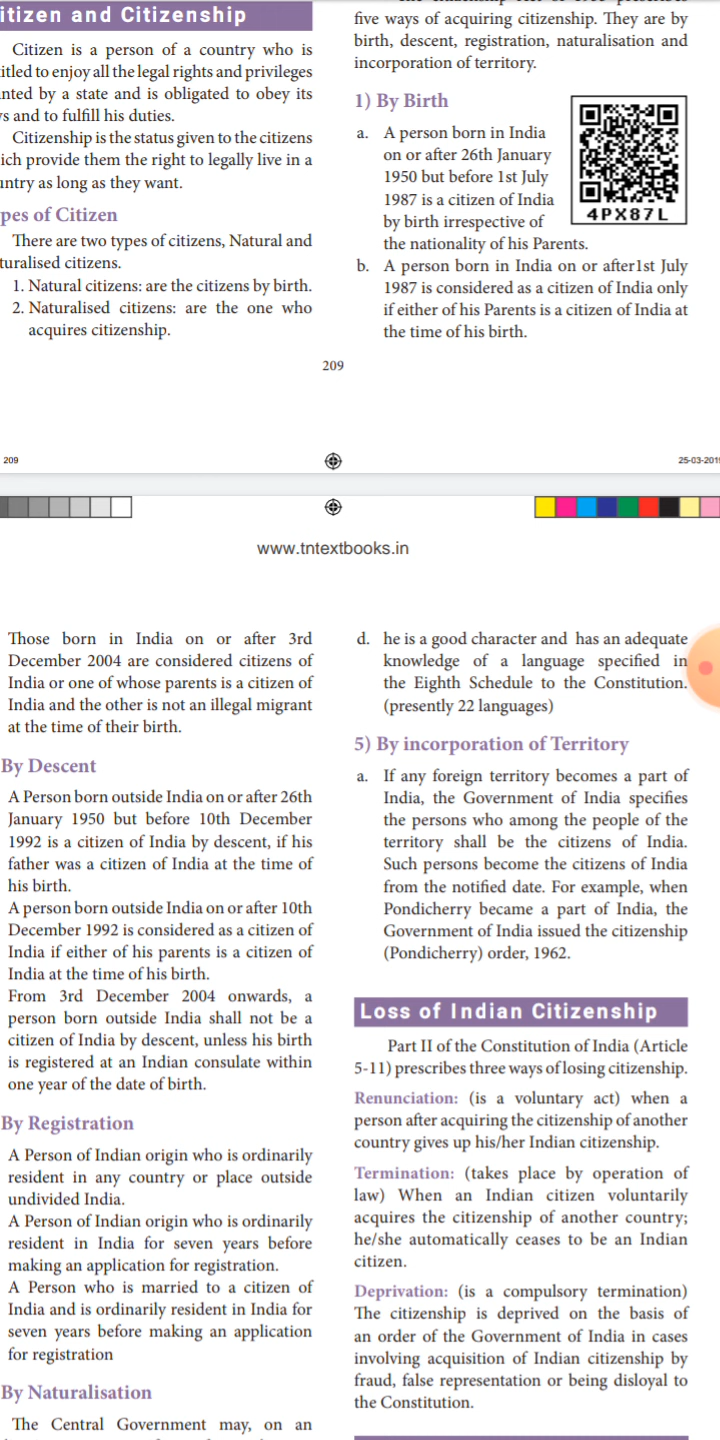 itizen and Citizenship
Citizen is a person of a country who is
itled to enjoy all the legal rights and privileges
nted by a state and is obligated to obey its
s and to fulfill his duties.
Citizenship is the status given to the citizens
ich provide them the right to legally live in a
untry as long as they want.
pes of Citizen
There are two types of citizens, Natural and
turalised citizens.
1. Natural citizens: are the citizens by birth.
2. Naturalised citizens: are the one who
acquires citizenship.
five ways of acquiring citizenship. They are by
birth, descent, registration, naturalisation and
incorporation of territory.
1) By Birth
a. A person born in India
on or after 26th January
1950 but before 1st July
1987 is a citizen of India
by birth irrespective of
the nationality of his Parents.
4PX87L
b. A person born in India on or after1st July
1987 is considered as a citizen of India only
if either of his Parents is a citizen of India at
the time of his birth.
209
209
25-03-201
www.tntextbooks.in
Those born in India on or after 3rd
December 2004 are considered citizens of
India or one of whose parents is a citizen of
India and the other is not an illegal migrant
at the time of their birth.
By Descent
A Person born outside India on or after 26th
January 1950 but before 10th December
1992 is a citizen of India by descent, if his
father was a citizen of India at the time of
his birth.
A person born outside India on or after 10th
December 1992 is considered as a citizen of
India if either of his parents is a citizen of
India at the time of his birth.
From 3rd December 2004 onwards, a
person born outside India shall not be a
citizen of India by descent, unless his birth
is registered at an Indian consulate within
one year of the date of birth.
By Registration
A Person of Indian origin who is ordinarily
resident in any country or place outside
undivided India.
A Person of Indian origin who is ordinarily
resident in India for seven years before
making an application for registration.
A Person who is married to a citizen of
India and is ordinarily resident in India for
seven years before making an application
for registration
By Naturalisation
The Central Government may, on an
d. he is a good character and has an adequate
knowledge of a language specified in
the Eighth Schedule to the Constitution.
(presently 22 languages)
5) By incorporation of Territory
a. If any foreign territory becomes a part of
India, the Government of India specifies
the persons who among the people of the
territory shall be the citizens of India.
Such persons become the citizens of India
from the notified date. For example, when
Pondicherry became a part of India, the
Government of India issued the citizenship
(Pondicherry) order, 1962.
Loss of Indian Citizenship
Part II of the Constitution of India (Article
5-11) prescribes three ways of losing citizenship.
Renunciation: (is a voluntary act) when a
person after acquiring the citizenship of another
country gives up his/her Indian citizenship.
Termination: (takes place by operation of
law) When an Indian citizen voluntarily
acquires the citizenship of another country;
he/she automatically ceases to be an Indian
citizen.
Deprivation: (is a compulsory termination)
The citizenship is deprived on the basis of
an order of the Government of India in cases
involving acquisition of Indian citizenship by
fraud, false representation or being disloyal to
the Constitution.